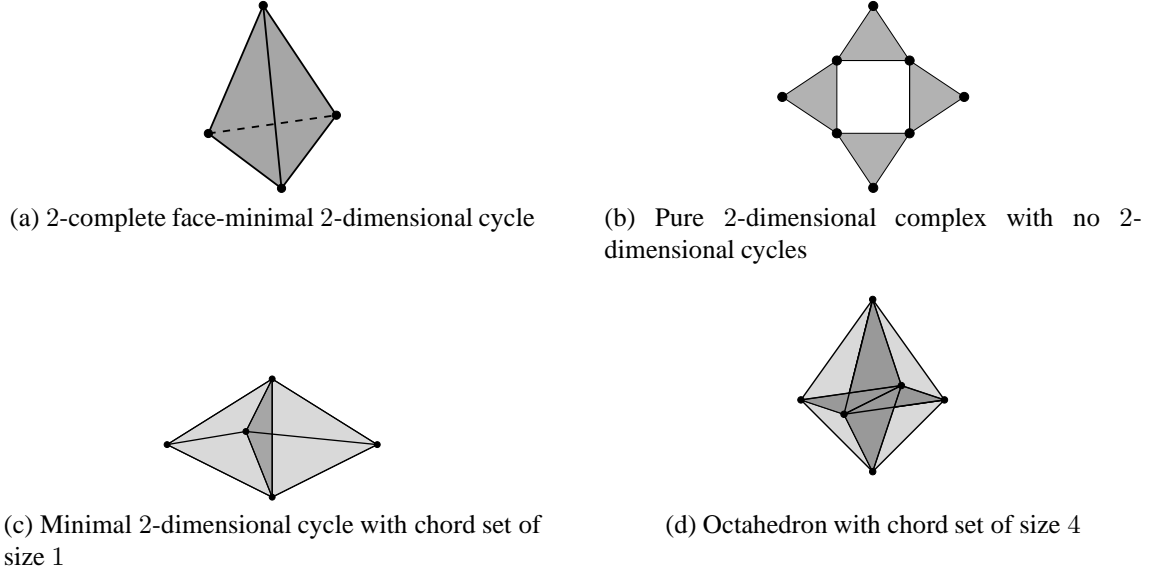 (a) 2-complete face-minimal 2-dimensional cycle
(b) Pure 2-dimensional complex with no 2-
dimensional cycles
(c) Minimal 2-dimensional cycle with chord set of
size 1
(d) Octahedron with chord set of size 4